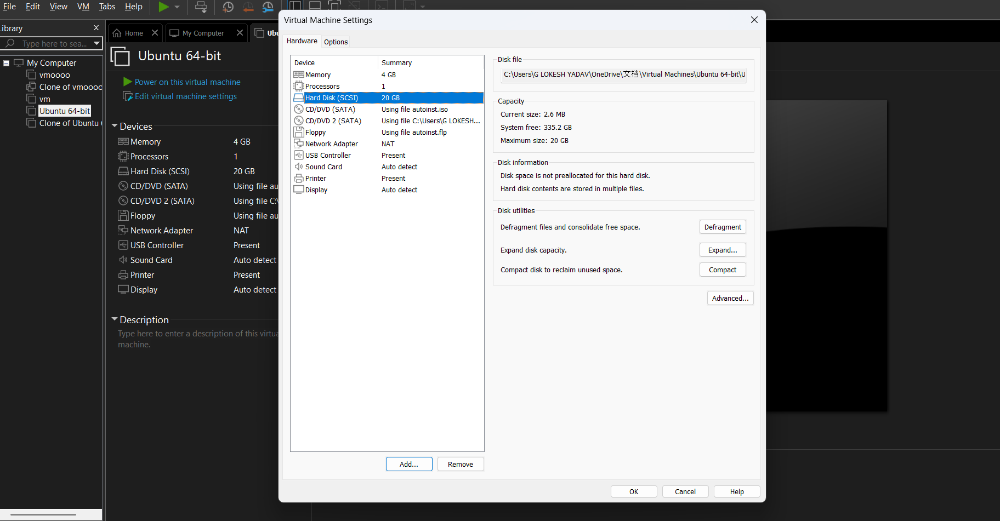 File Edit View VM Tabs Help
Library
Type here to sea...
My Computer
vmoooo
Clone of vmoooc
vm
Ubuntu 64-bit
Clone of Ubuntu
Home
My Computer
Ubu
Ubuntu 64-bit
Power on this virtual machine
Edit virtual machine settings
Devices
Memory 4 GB
Processors 1
Hard Disk (SCSI) 20 GB
CD/DVD (SATA) Using file au
CD/DVD 2 (SATA) Using file C:\
Floppy Using file au
Network Adapter NAT
USB Controller Present
Sound Card Auto detect
Printer Present
Display Auto detect
Description
Type here to enter a description of this virtua
machine.
Virtual Machine Settings
Hardware Options
Device Summary
Memory 4 GB
Processors 1
Hard Disk (SCSI) 20 GB
CD/DVD (SATA) Using file autoinst.iso
CD/DVD 2 (SATA) Using file C:\Users\G LOKESH...
Floppy Using file autoinst.flp
Network Adapter NAT
USB Controller Present
Sound Card Auto detect
Printer Present
Display Auto detect
Add... Remove
Disk file
C:\Users\G LOKESH YADAV\OneDrive\文档\Virtual Machines\Ubuntu 64-bit\U
Capacity
Current size: 2.6 MB
System free: 335.2 GB
Maximum size: 20 GB
Disk information
Disk space is not preallocated for this hard disk.
Hard disk contents are stored in multiple files.
Disk utilities
Defragment files and consolidate free space. Defragment
Expand disk capacity. Expand...
Compact disk to reclaim unused space. Compact
Advanced...
OK Cancel Help